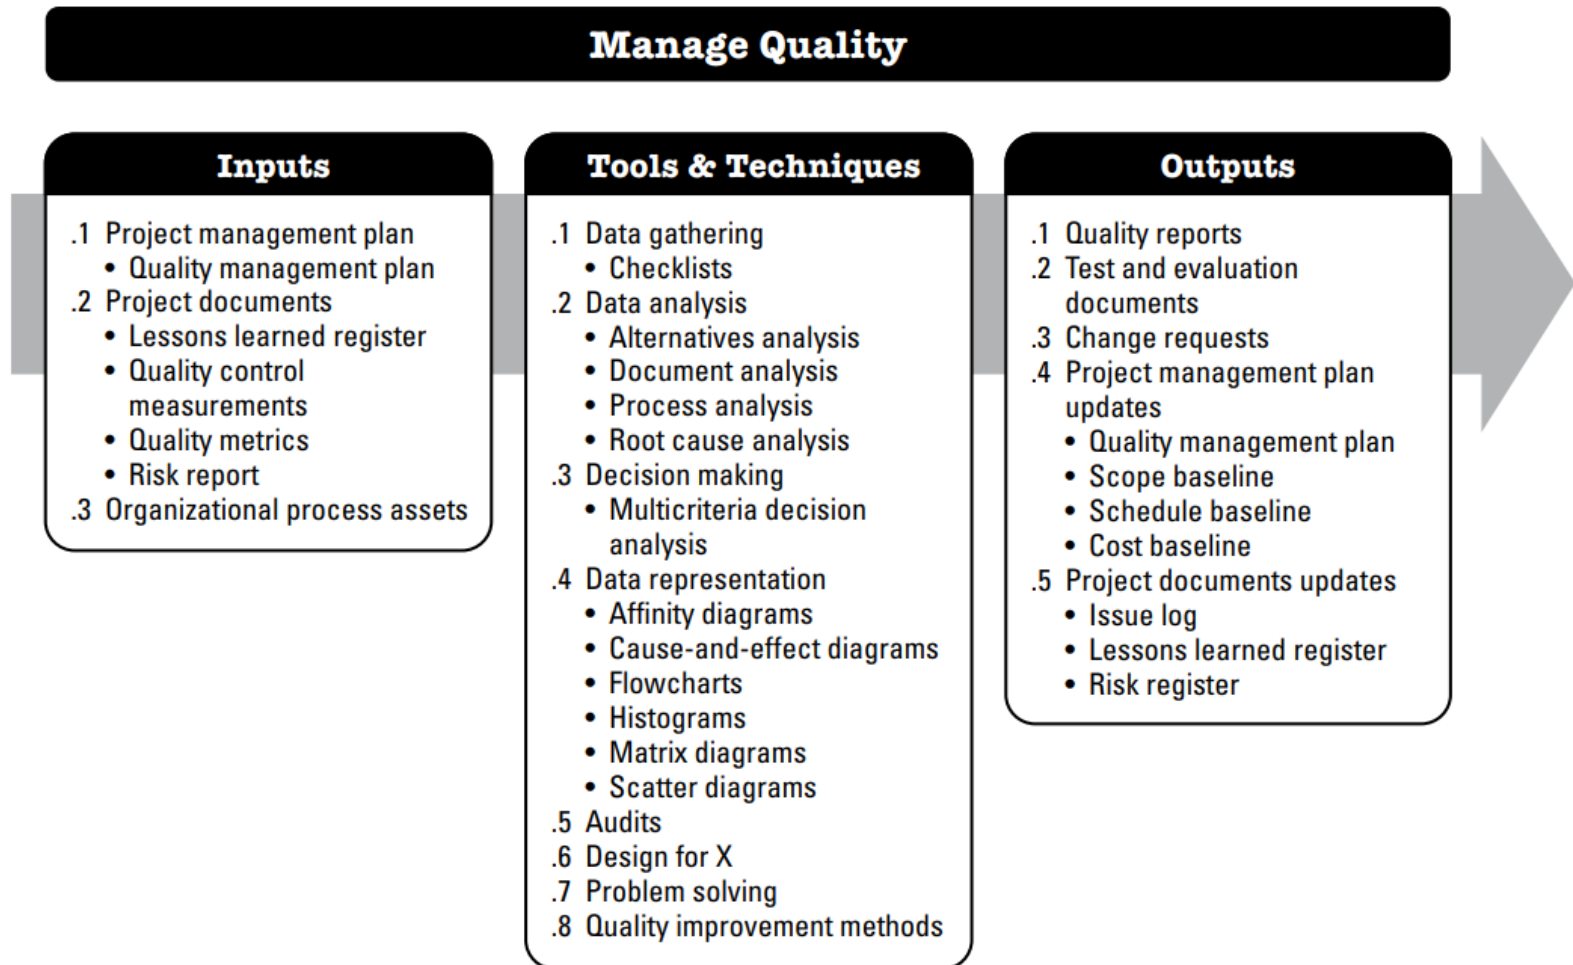 Manage Quality
Inputs
.1 Project management plan
• Quality management plan
.2 Project documents
• Lessons learned register
• Quality control
measurements
• Quality metrics
• Risk report
.3 Organizational process assets
Tools & Techniques
.1 Data gathering
• Checklists
.2 Data analysis
• Alternatives analysis
• Document analysis
• Process analysis
• Root cause analysis
.3 Decision making
• Multicriteria decision
analysis
.4 Data representation
• Affinity diagrams
• Cause-and-effect diagrams
• Flowcharts
• Histograms
• Matrix diagrams
• Scatter diagrams
.5 Audits
.6 Design for X
.7 Problem solving
.8 Quality improvement methods
Outputs
.1 Quality reports
.2 Test and evaluation
documents
.3 Change requests
.4 Project management plan
updates
• Quality management plan
• Scope baseline
• Schedule baseline
• Cost baseline
.5 Project documents updates
• Issue log
• Lessons learned register
• Risk register